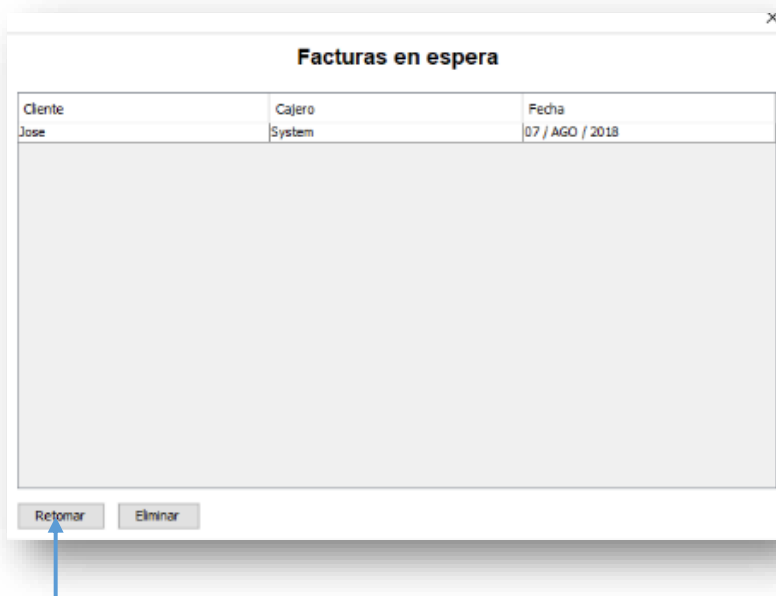 Facturas en espera
Cliente Cajero Fecha
Jose System 07 / AGO / 2018
Retomar Eliminar